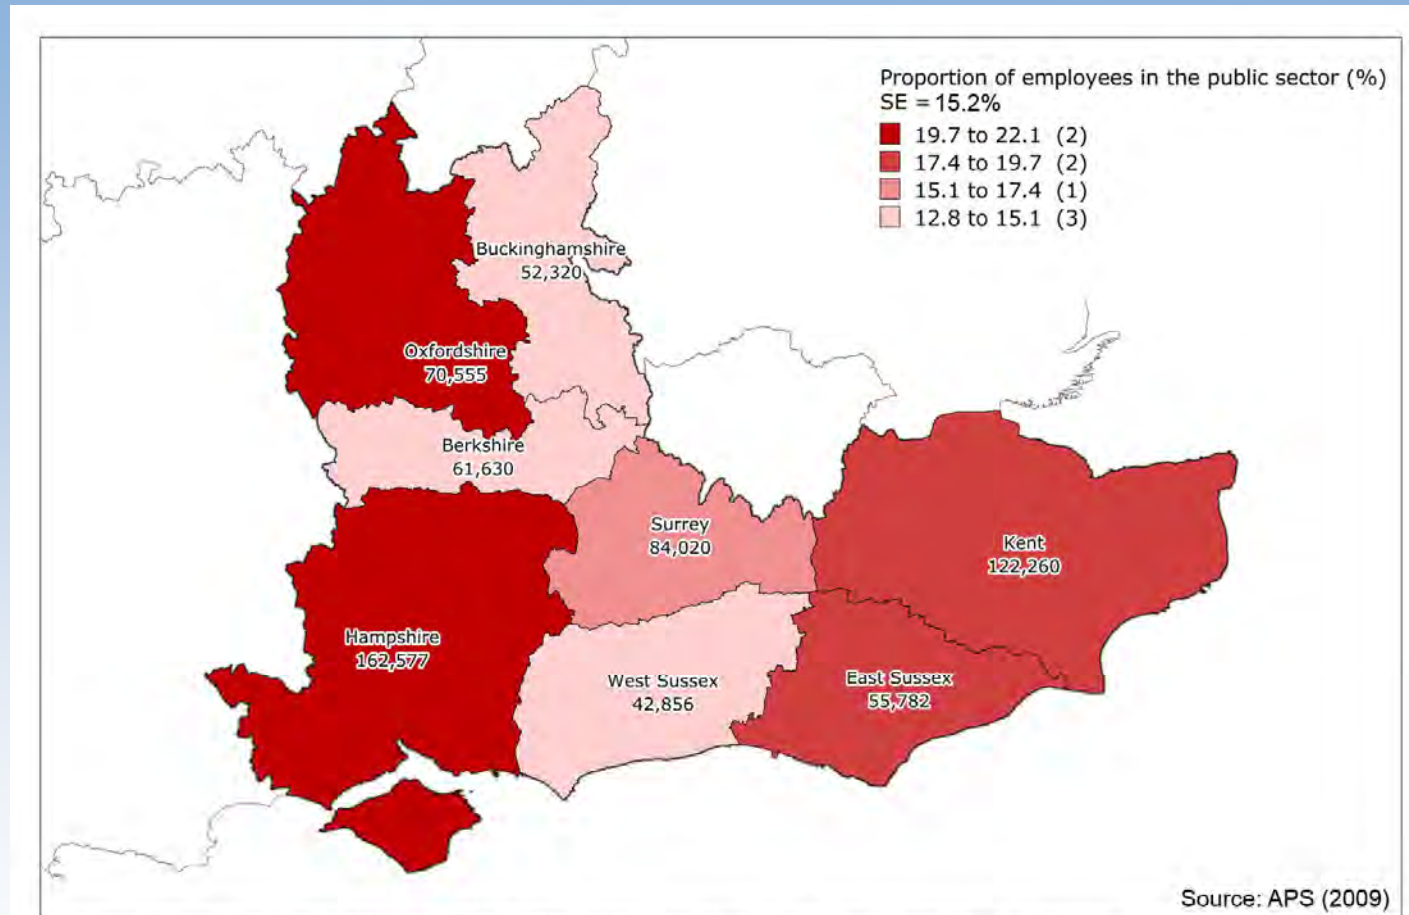 Proportion of employees in the public sector (%)
SE = 15.2%
19.7 to 22.1 (2)
17.4 to 19.7 (2)
15.1 to 17.4 (1)
12.8 to 15.1 (3)
Buckinghamshire
52,320
Oxfordshire
70,555
Berkshire
61,630
Surrey
84,020
Kent
122,260
Hampshire
162,577
West Sussex
42,856
East Sussex
55,782
Source: APS (2009)